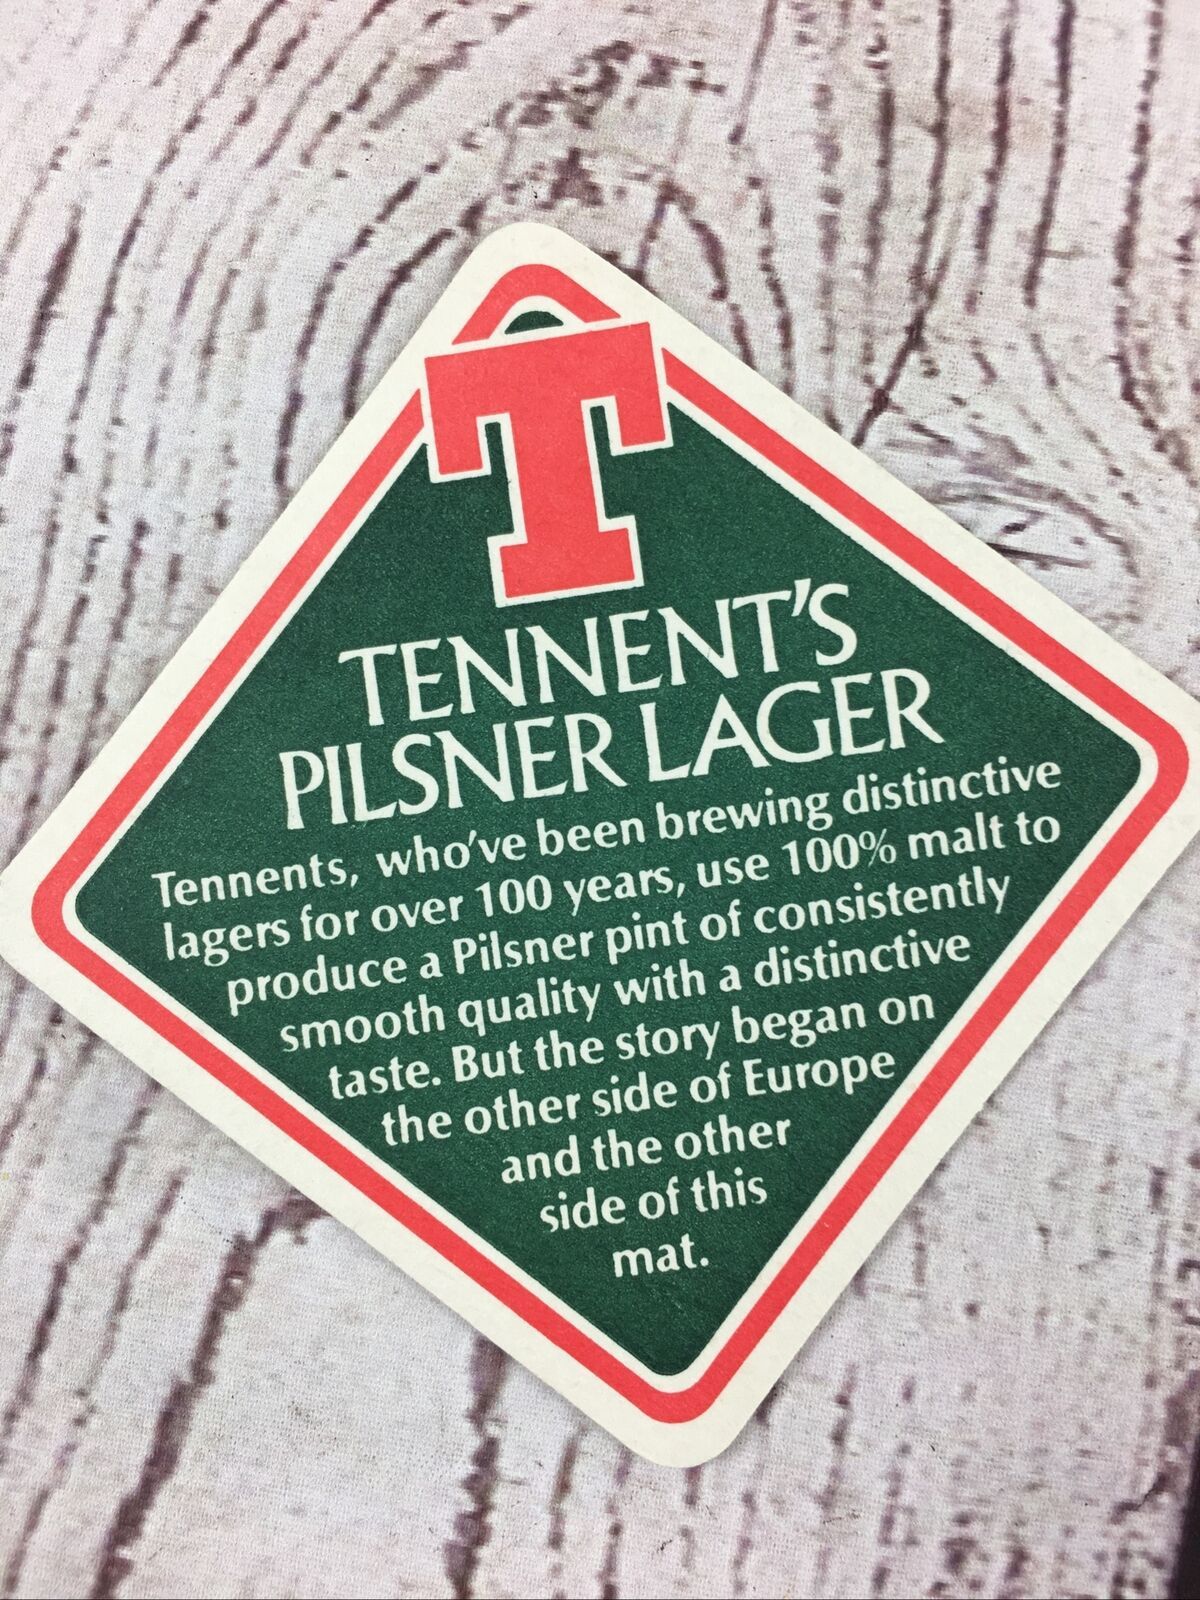 T
TENNENT'S
PILSNER LAGER
Tennents, who've been brewing distinctive
lagers for over 100 years, use 100% malt to
produce a Pilsner pint of consistently
smooth quality with a distinctive
taste. But the story began on
the other side of Europe
and the other
side of this
mat.